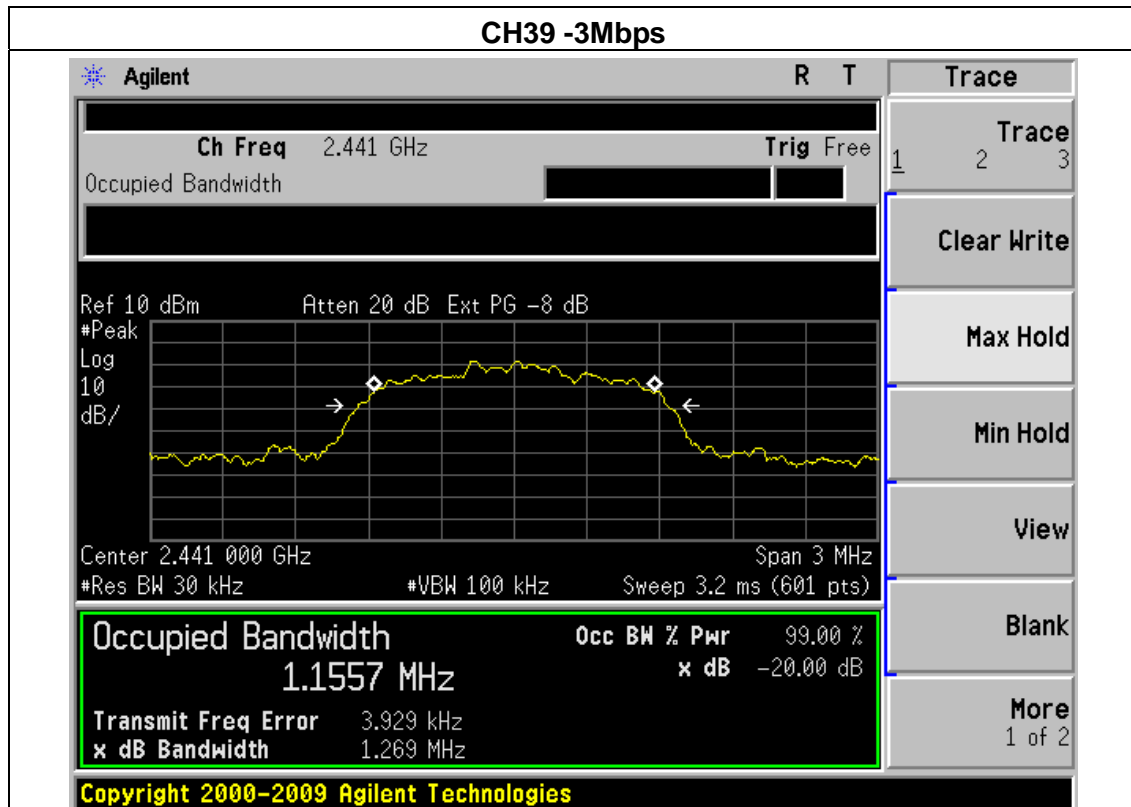 CH39 -3Mbps
Agilent R T Trace
Ch Freq 2.441 GHz Trig Free
Occupied Bandwidth
Trace
1 2 3
Clear Write
Max Hold
Min Hold
View
Blank
More
1 of 2
Ref 10 dBm Atten 20 dB Ext PG -8 dB
#Peak
Log
10
dB/
Center 2.441 000 GHz Span 3 MHz
#Res BW 30 kHz #VBW 100 kHz Sweep 3.2 ms (601 pts)
Occupied Bandwidth Occ BW % Pwr 99.00 %
1.1557 MHz x dB -20.00 dB
Transmit Freq Error 3.929 kHz
x dB Bandwidth 1.269 MHz
Copyright 2000-2009 Agilent Technologies